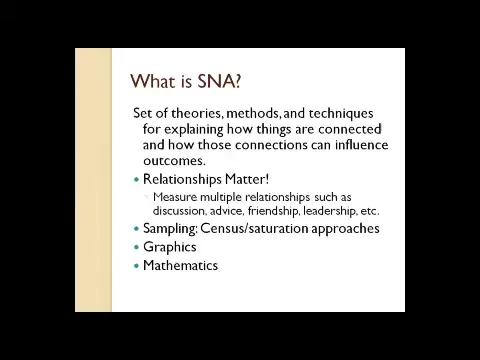 What is SNA?
Set of theories, methods, and techniques
for explaining how things are connected
and how those connections can influence
outcomes.
• Relationships Matter!
◦ Measure multiple relationships such as
discussion, advice, friendship, leadership, etc.
• Sampling: Census/saturation approaches
• Graphics
• Mathematics